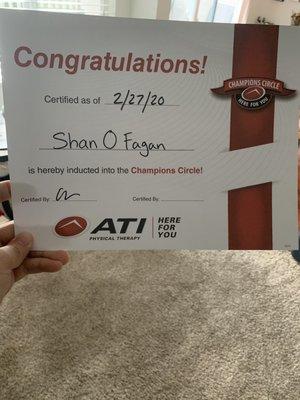 Congratulations!
CHAMPIONS CIRCLE
HERE FOR YOU
Certified as of 2/27/20
Shan O Fagan
is hereby inducted into the Champions Circle!
Certified By: Certified By:
ATI HERE FOR YOU
PHYSICAL THERAPY